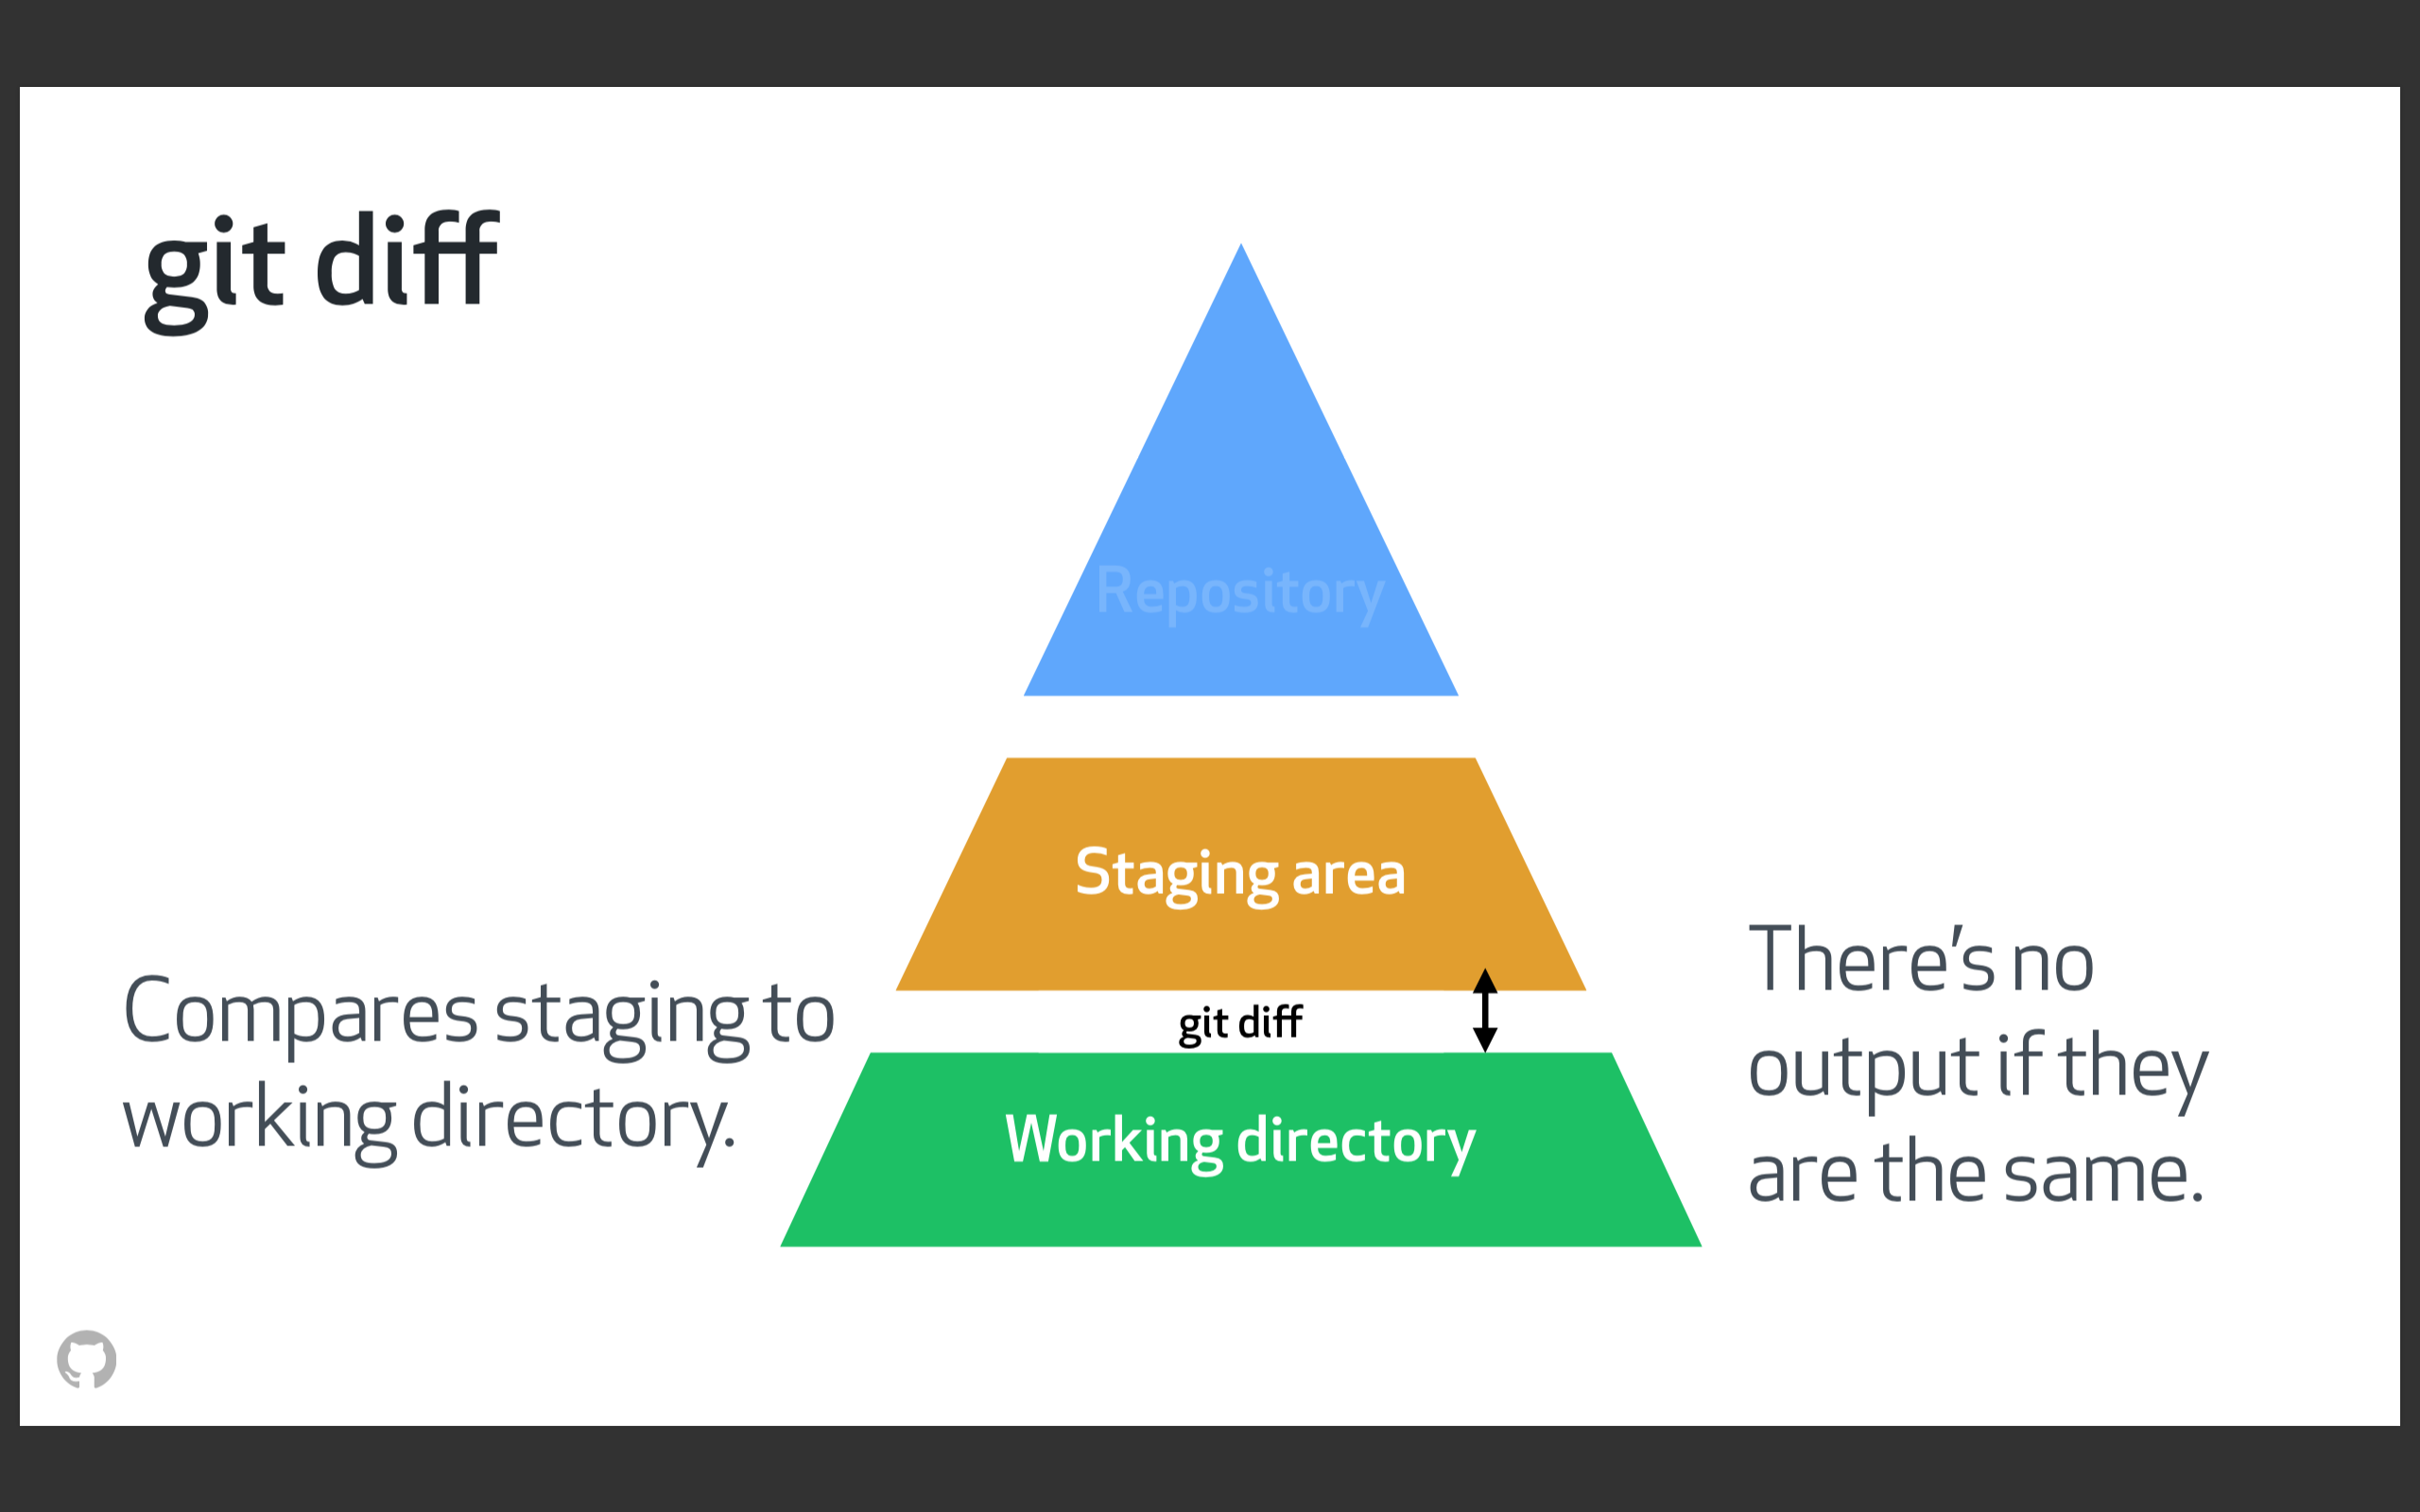 git diff
Repository
Staging area
Compares staging to
working directory.
git diff
There’s no
output if they
are the same.
Working directory